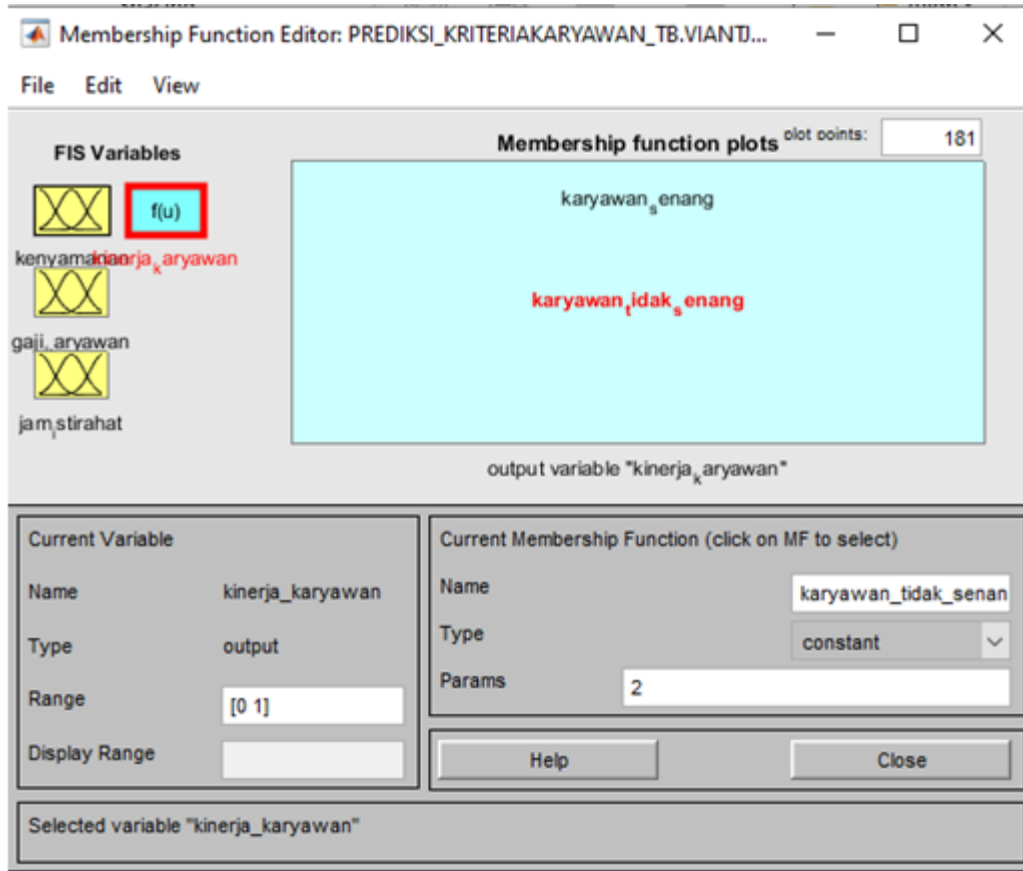 Membership Function Editor: PREDIKSI_KRITERIAKARYAWAN_TB.VIANTJ...
File Edit View
FIS Variables
f(u)
kenyamanan
kinerja_karyawan
gaji_karyawan
jam_istirahat
Membership function plots
plot points:
181
karyawan_senang
karyawan_tidak_senang
output variable "kinerja_karyawan"
Current Variable
Name kinerja_karyawan
Type output
Range [0 1]
Display Range
Current Membership Function (click on MF to select)
Name karyawan_tidak_senan
Type constant
Params 2
Help Close
Selected variable "kinerja_karyawan"